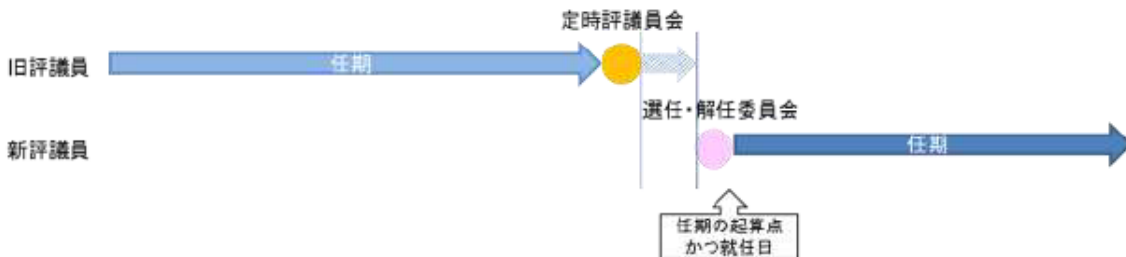 定時評議員会
旧評議員
任期
選任・解任委員会
新評議員
任期
任期の起算点
かつ就任日